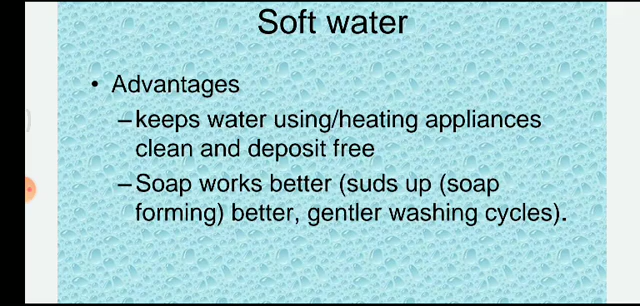 Soft water
• Advantages
–keeps water using/heating appliances
clean and deposit free
–Soap works better (suds up (soap
forming) better, gentler washing cycles).